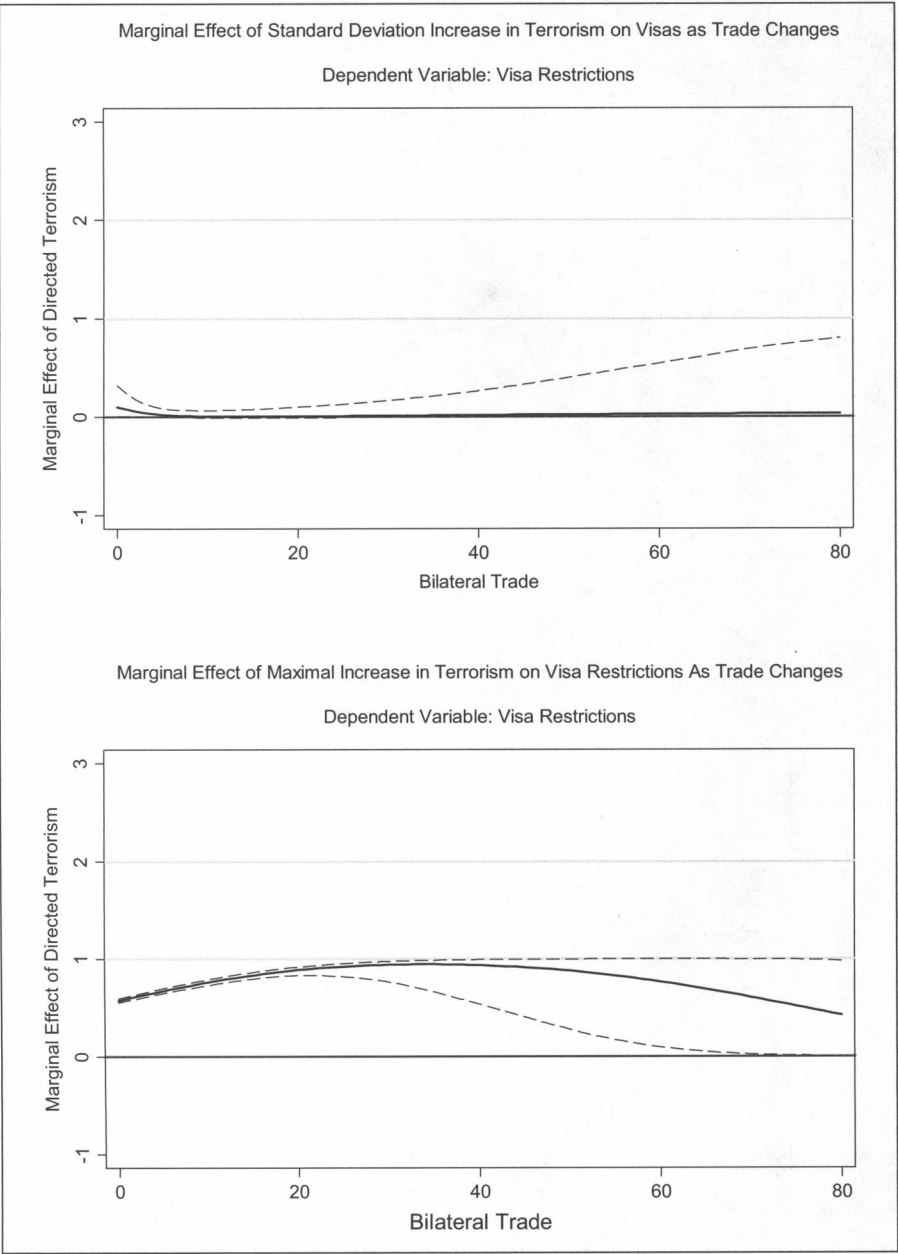 Marginal Effect of Standard Deviation Increase in Terrorism on Visas as Trade Changes
Dependent Variable: Visa Restrictions
Marginal Effect of Directed Terrorism
3
2
1
0
-1
0 20 40 60 80
Bilateral Trade
Marginal Effect of Maximal Increase in Terrorism on Visa Restrictions As Trade Changes
Dependent Variable: Visa Restrictions
Marginal Effect of Directed Terrorism
3
2
1
0
-1
0 20 40 60 80
Bilateral Trade